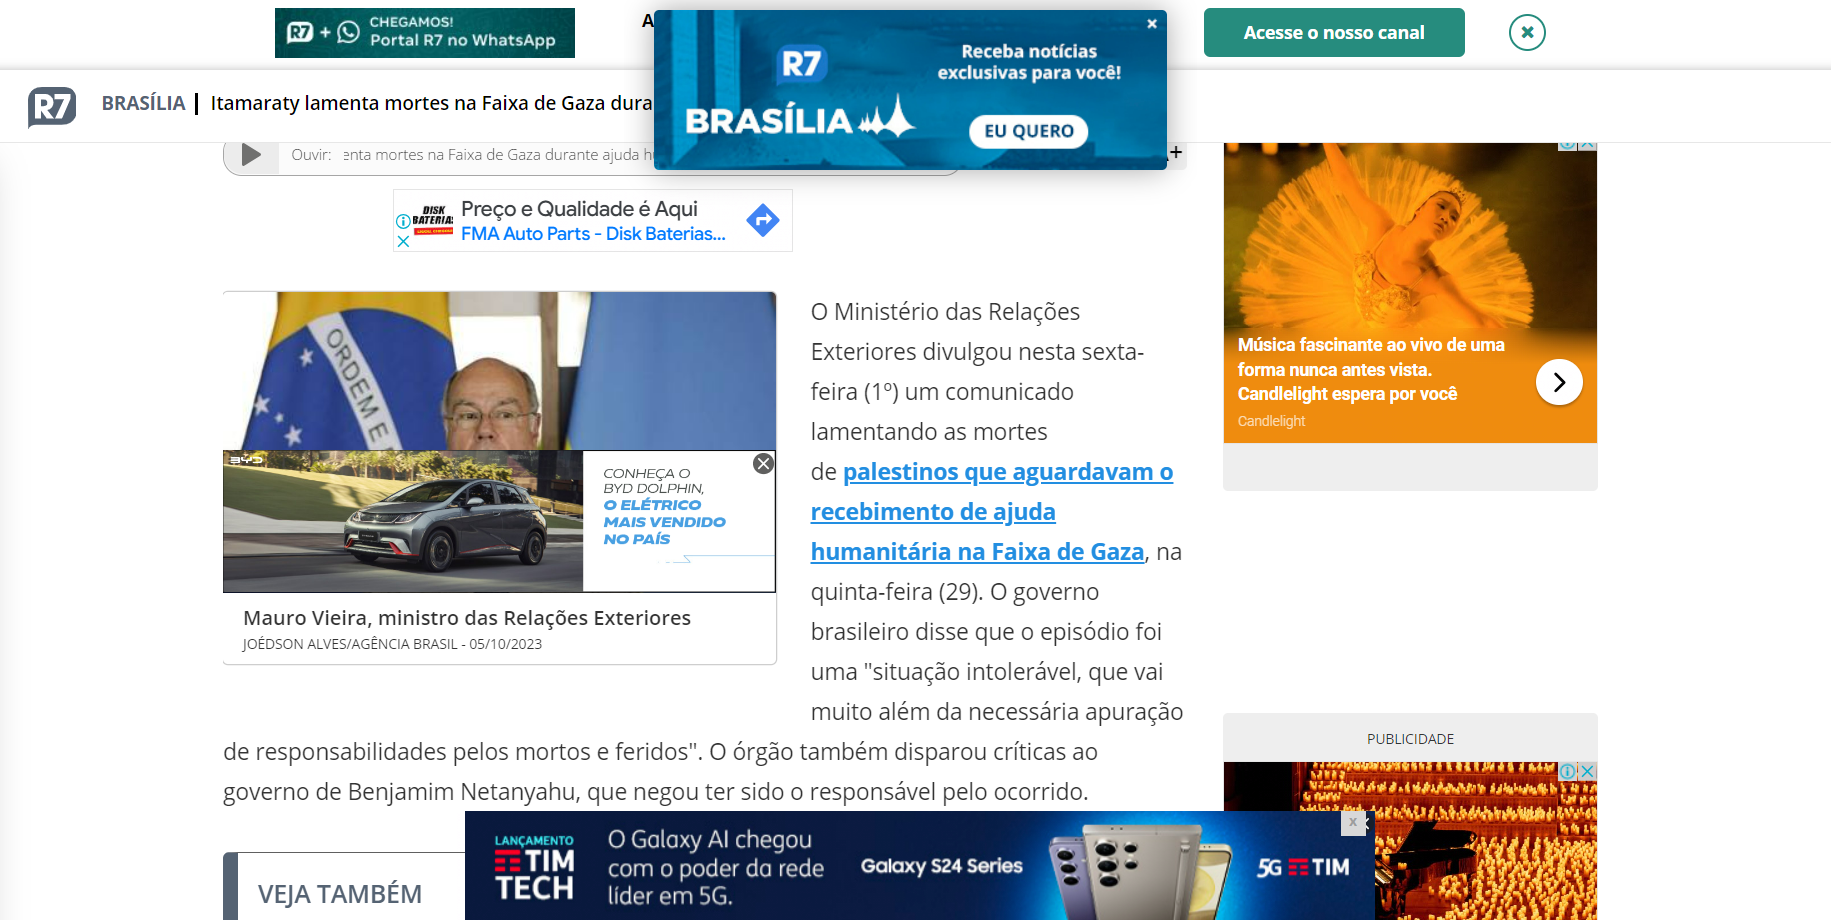 R7 + CHEGAMOS!
Portal R7 no WhatsApp
A
R7
Receba notícias
exclusivas para você!
BRASÍLIA
EU QUERO
Acesse o nosso canal
R7 BRASÍLIA | Itamaraty lamenta mortes na Faixa de Gaza dura
Ouvir: enta mortes na Faixa de Gaza durante ajuda h
A+
DISK
BATERIAS
Preço e Qualidade é Aqui
FMA Auto Parts - Disk Baterias...
ORDEM E
BYD
CONHEÇA O
BYD DOLPHIN,
O ELÉTRICO
MAIS VENDIDO
NO PAÍS
Mauro Vieira, ministro das Relações Exteriores
JOÉDSON ALVES/AGÊNCIA BRASIL - 05/10/2023
O Ministério das Relações
Exteriores divulgou nesta sexta-
feira (1º) um comunicado
lamentando as mortes
de palestinos que aguardavam o
recebimento de ajuda
humanitária na Faixa de Gaza, na
quinta-feira (29). O governo
brasileiro disse que o episódio foi
uma "situação intolerável, que vai
muito além da necessária apuração
de responsabilidades pelos mortos e feridos". O órgão também disparou críticas ao
governo de Benjamim Netanyahu, que negou ter sido o responsável pelo ocorrido.
Música fascinante ao vivo de uma
forma nunca antes vista.
Candlelight espera por você
Candlelight
PUBLICIDADE
VEJA TAMBÉM
LANÇAMENTO
TIM
TECH
O Galaxy AI chegou
com o poder da rede
líder em 5G.
Galaxy S24 Series
5G TIM
x